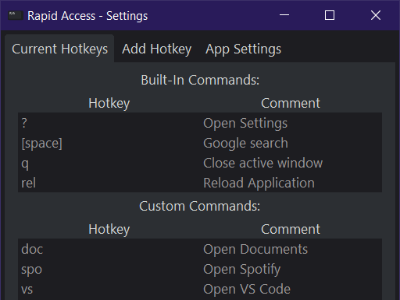 Rapid Access - Settings
Current Hotkeys Add Hotkey App Settings
Built-In Commands:
Hotkey Comment
? Open Settings
[space] Google search
q Close active window
rel Reload Application
Custom Commands:
Hotkey Comment
doc Open Documents
spo Open Spotify
vs Open VS Code